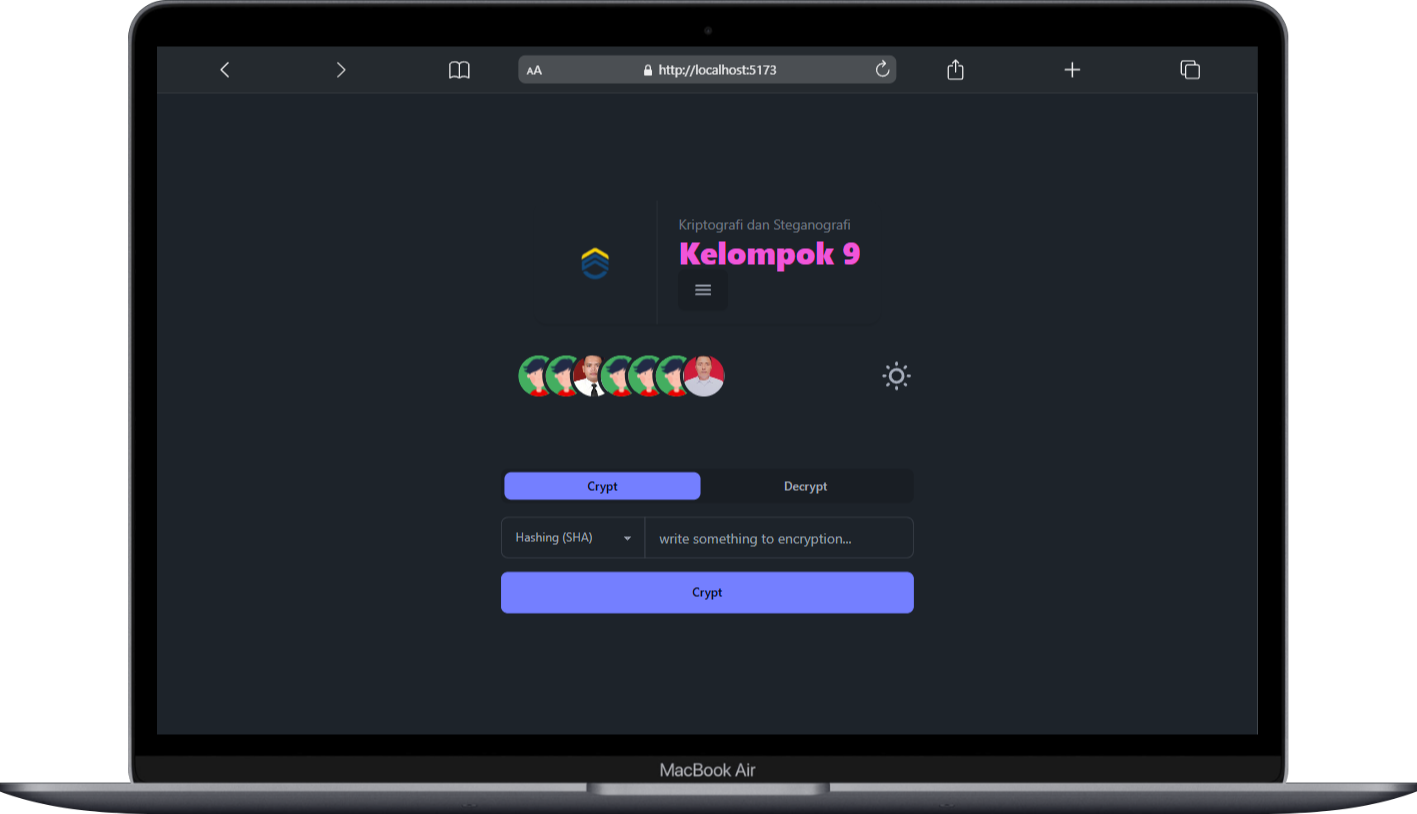 AA
http://localhost:5173
Kriptografi dan Steganografi
Kelompok 9
Crypt
Decrypt
Hashing (SHA)
write something to encryption...
Crypt
MacBook Air